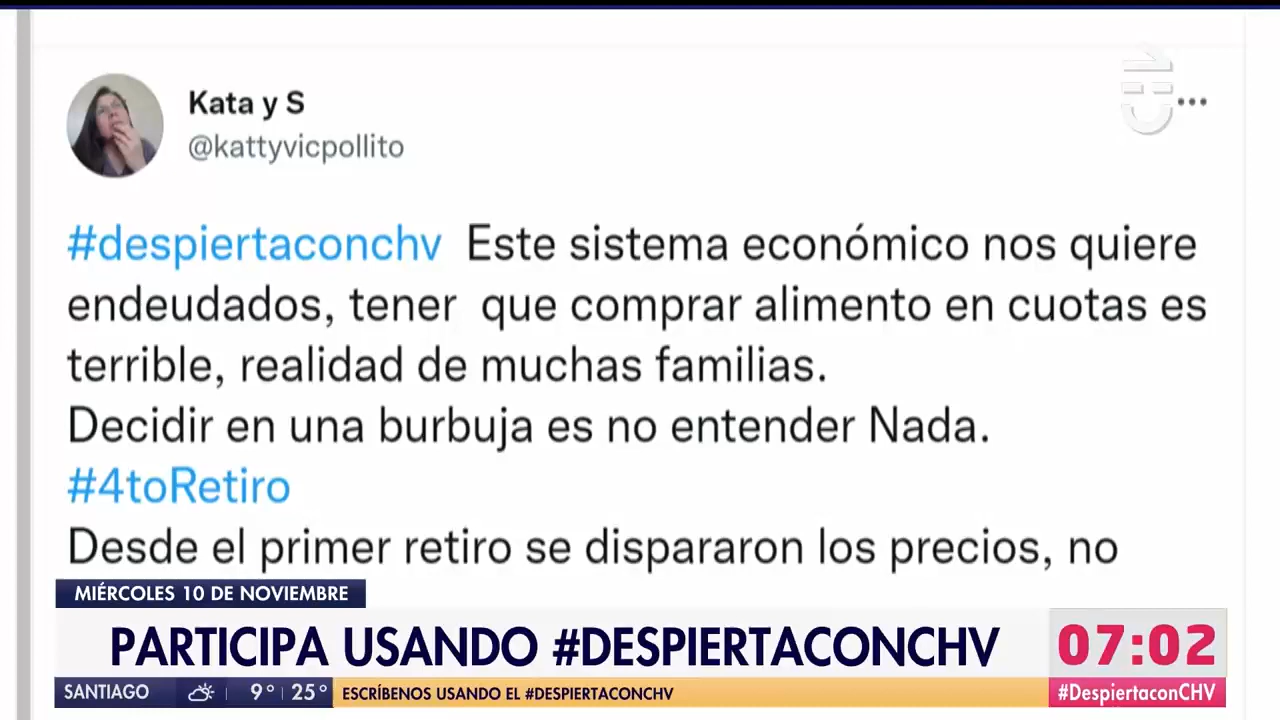 Kata y S
@kattyvicpollito
CHV
#despiertaconchv Este sistema económico nos quiere
endeudados, tener que comprar alimento en cuotas es
terrible, realidad de muchas familias.
Decidir en una burbuja es no entender Nada.
#4toRetiro
Desde el primer retiro se dispararon los precios, no
MIÉRCOLES 10 DE NOVIEMBRE
PARTICIPA USANDO #DESPIERTACONCHV
07:02
SANTIAGO 9° 25° ESCRÍBENOS USANDO EL #DESPIERTACONCHV
#DespiertaconCHV